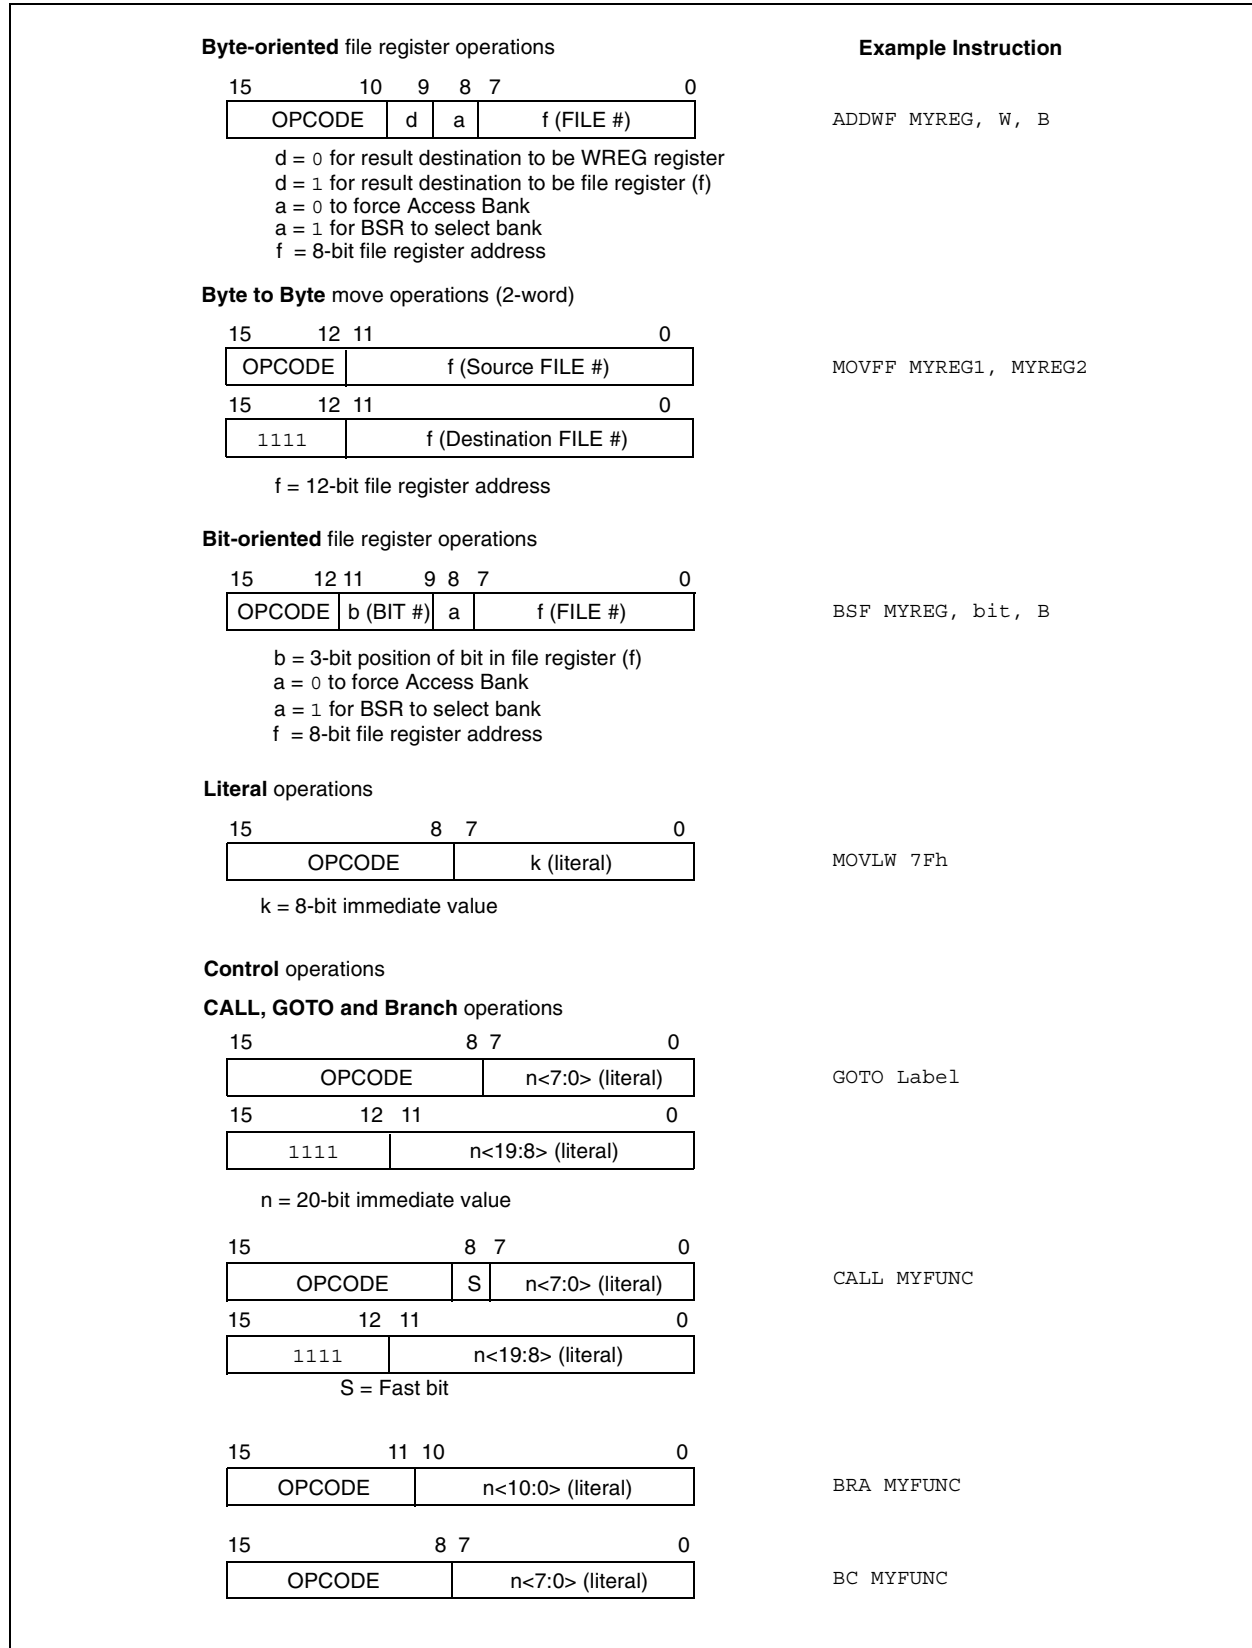 Byte-oriented file register operations    Example Instruction
15 10 9 8 7 0
OPCODE d a f (FILE #)    ADDWF MYREG, W, B
d = 0 for result destination to be WREG register
d = 1 for result destination to be file register (f)
a = 0 to force Access Bank
a = 1 for BSR to select bank
f = 8-bit file register address
Byte to Byte move operations (2-word)
15 12 11 0
OPCODE f (Source FILE #)    MOVFF MYREG1, MYREG2
15 12 11 0
1111 f (Destination FILE #)
f = 12-bit file register address
Bit-oriented file register operations
15 12 11 9 8 7 0
OPCODE b (BIT #) a f (FILE #)    BSF MYREG, bit, B
b = 3-bit position of bit in file register (f)
a = 0 to force Access Bank
a = 1 for BSR to select bank
f = 8-bit file register address
Literal operations
15 8 7 0
OPCODE k (literal)    MOVLW 7Fh
k = 8-bit immediate value
Control operations
CALL, GOTO and Branch operations
15 8 7 0
OPCODE n<7:0> (literal)    GOTO Label
15 12 11 0
1111 n<19:8> (literal)
n = 20-bit immediate value
15 8 7 0
OPCODE S n<7:0> (literal)    CALL MYFUNC
15 12 11 0
1111 n<19:8> (literal)
S = Fast bit
15 11 10 0
OPCODE n<10:0> (literal)    BRA MYFUNC
15 8 7 0
OPCODE n<7:0> (literal)    BC MYFUNC